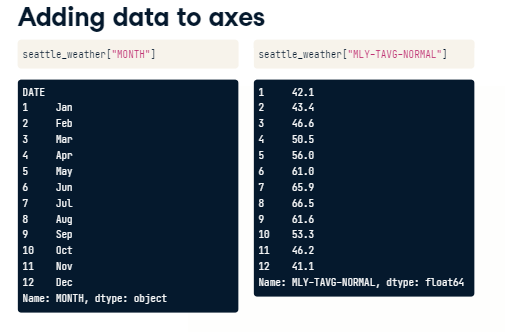 Adding data to axes
seattle_weather["MONTH"]
DATE
1 Jan
2 Feb
3 Mar
4 Apr
5 May
6 Jun
7 Jul
8 Aug
9 Sep
10 Oct
11 Nov
12 Dec
Name: MONTH, dtype: object
seattle_weather["MLY-TAVG-NORMAL"]
1 42.1
2 43.4
3 46.6
4 50.5
5 56.0
6 61.0
7 65.9
8 66.5
9 61.6
10 53.3
11 46.2
12 41.1
Name: MLY-TAVG-NORMAL, dtype: float64